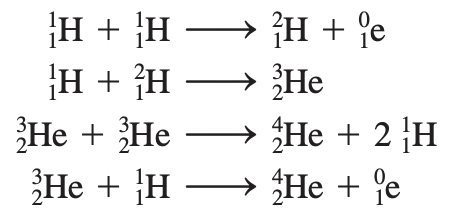 ¹₁H + ¹₁H ⟶ ²₁H + ⁰₁e
¹₁H + ²₁H ⟶ ³₂He
³₂He + ³₂He ⟶ ⁴₂He + 2 ¹₁H
³₂He + ¹₁H ⟶ ⁴₂He + ⁰₁e